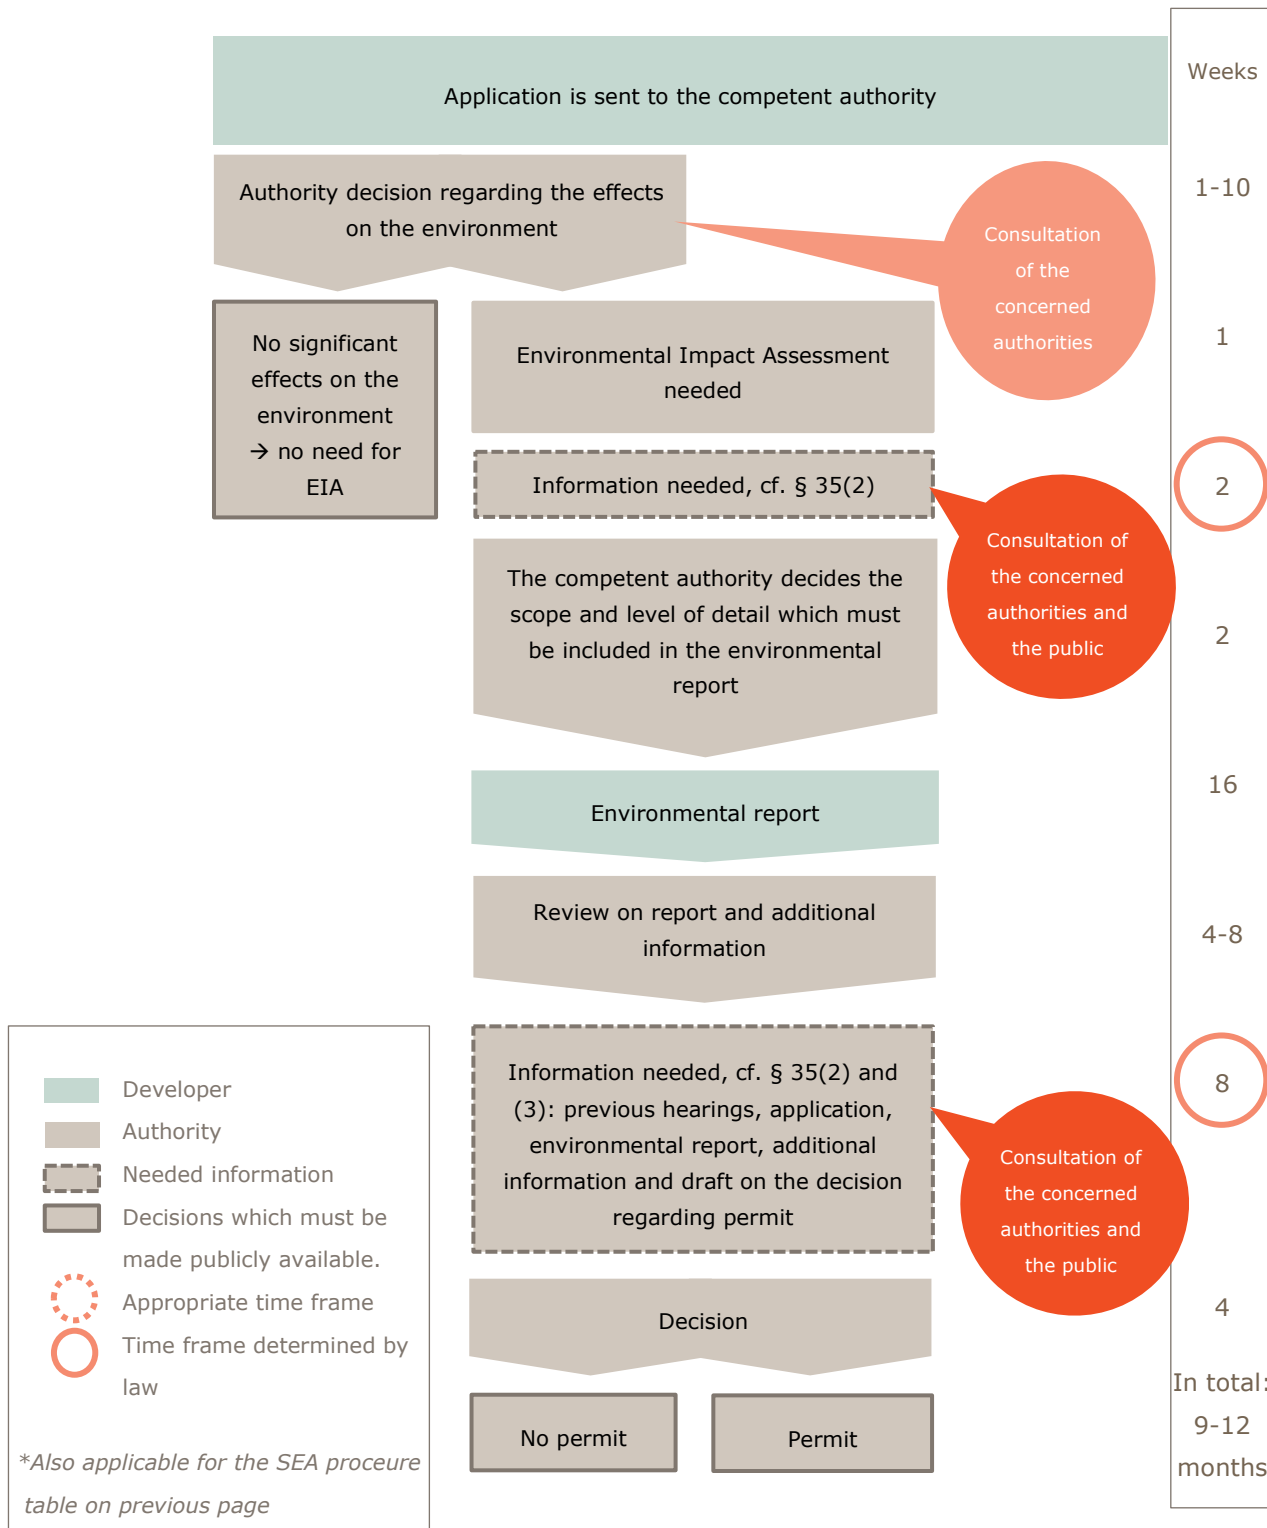 Weeks
Application is sent to the competent authority
Authority decision regarding the effects
on the environment
1-10
Consultation
of the
concerned
authorities
No significant
effects on the
environment
→ no need for
EIA
Environmental Impact Assessment
needed
1
Information needed, cf. § 35(2)
2
Consultation of
the concerned
authorities and
the public
The competent authority decides the
scope and level of detail which must
be included in the environmental
report
2
Environmental report
16
Review on report and additional
information
4-8
Information needed, cf. § 35(2) and
(3): previous hearings, application,
environmental report, additional
information and draft on the decision
regarding permit
8
Consultation of
the concerned
authorities and
the public
Decision
4
No permit
Permit
In total:
9-12
months
Developer
Authority
Needed information
Decisions which must be
made publicly available.
Appropriate time frame
Time frame determined by
law
*Also applicable for the SEA proceure
table on previous page